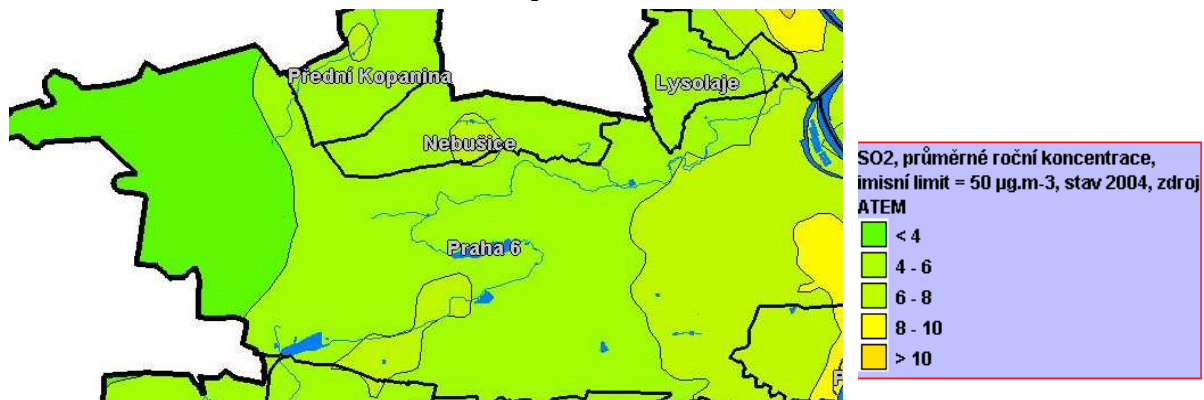 Přední Kopanina
Lysolaje
Nebušice
Praha 6
SO2, průměrné roční koncentrace,
imisní limit = 50 µg.m-3, stav 2004, zdroj
ATEM
< 4
4 - 6
6 - 8
8 - 10
> 10